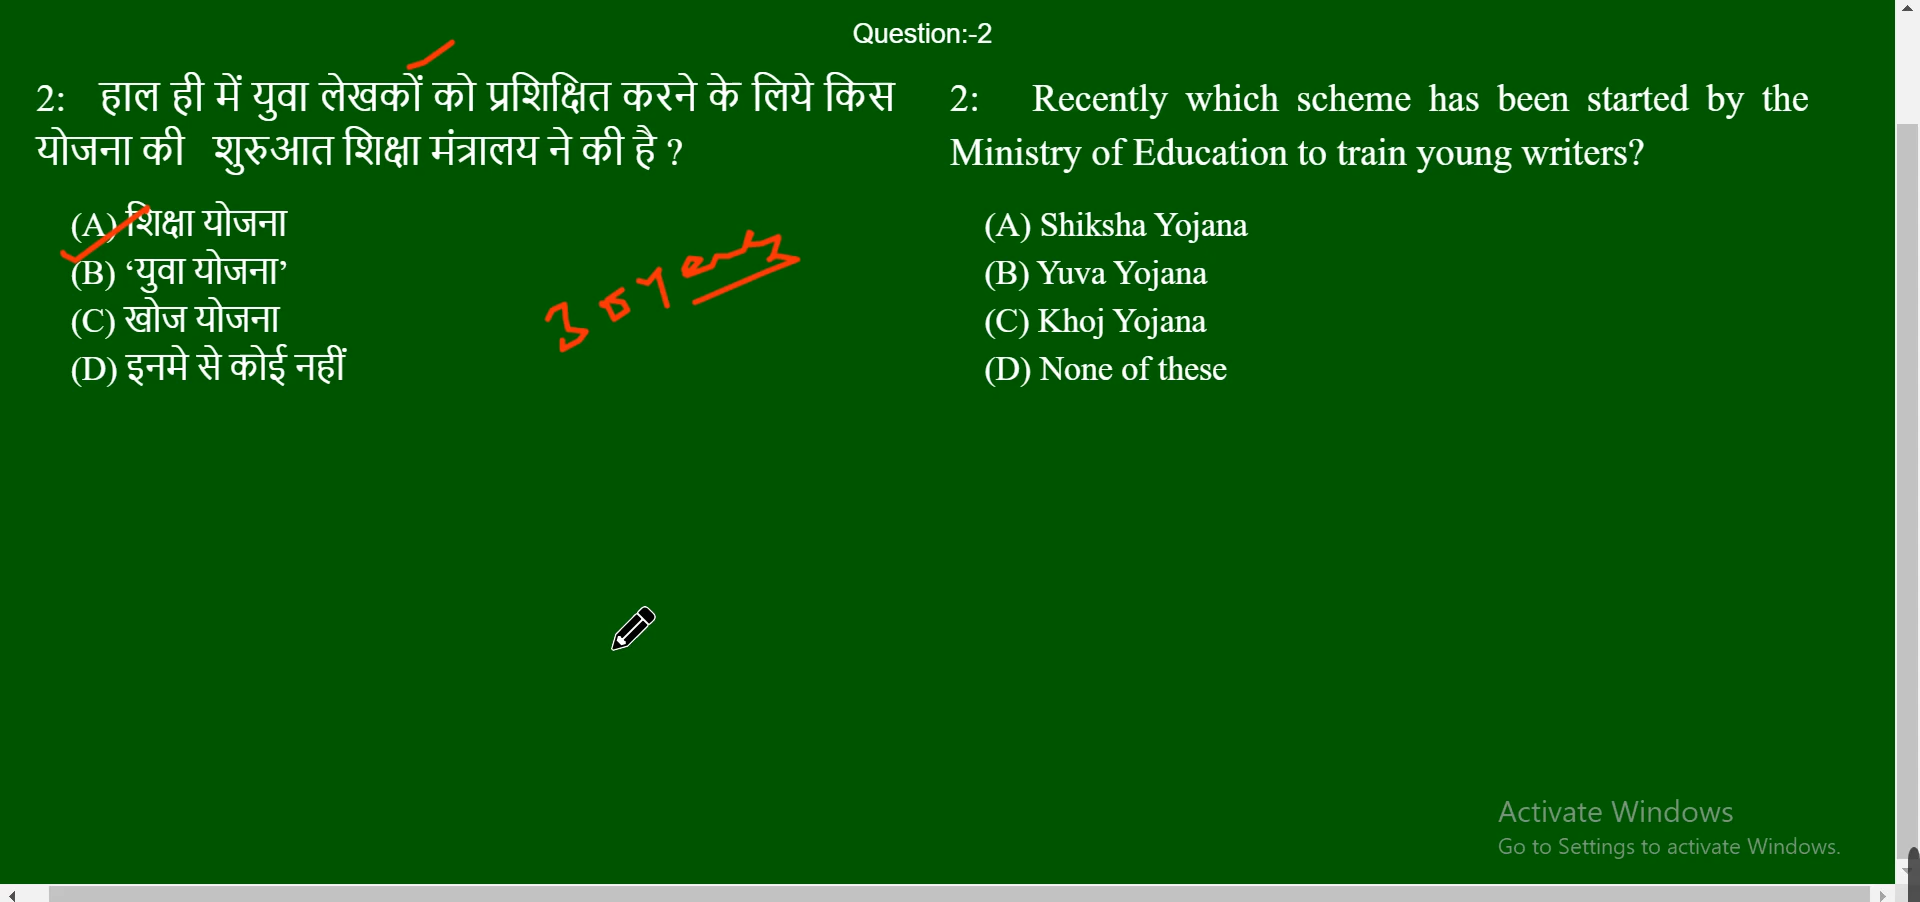 Question:-2
2: हाल ही में युवा लेखकों को प्रशिक्षित करने के लिये किस
योजना की शुरुआत शिक्षा मंत्रालय ने की है ?
(A) शिक्षा योजना
(B) ‘युवा योजना’
(C) खोज योजना
(D) इनमे से कोई नहीं
30 years
2: Recently which scheme has been started by the
Ministry of Education to train young writers?
(A) Shiksha Yojana
(B) Yuva Yojana
(C) Khoj Yojana
(D) None of these
Activate Windows
Go to Settings to activate Windows.